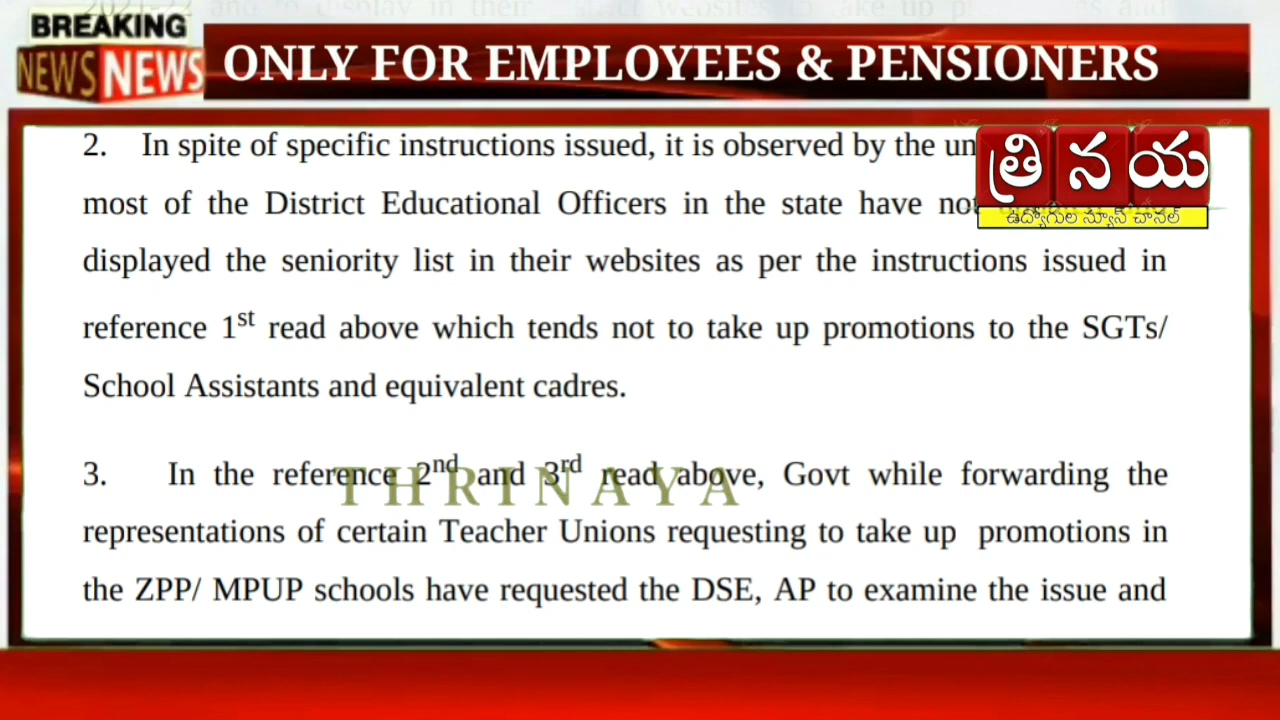 BREAKING
NEWS NEWS
ONLY FOR EMPLOYEES & PENSIONERS
త్రినయ
ఉద్యోగుల న్యూస్ చానల్
2. In spite of specific instructions issued, it is observed by the
most of the District Educational Officers in the state have not
displayed the seniority list in their websites as per the instructions issued in
reference 1st read above which tends not to take up promotions to the SGTs/
School Assistants and equivalent cadres.
3. In the reference 2nd and 3rd read above, Govt while forwarding the
THRINAYA
representations of certain Teacher Unions requesting to take up promotions in
the ZPP/ MPUP schools have requested the DSE, AP to examine the issue and